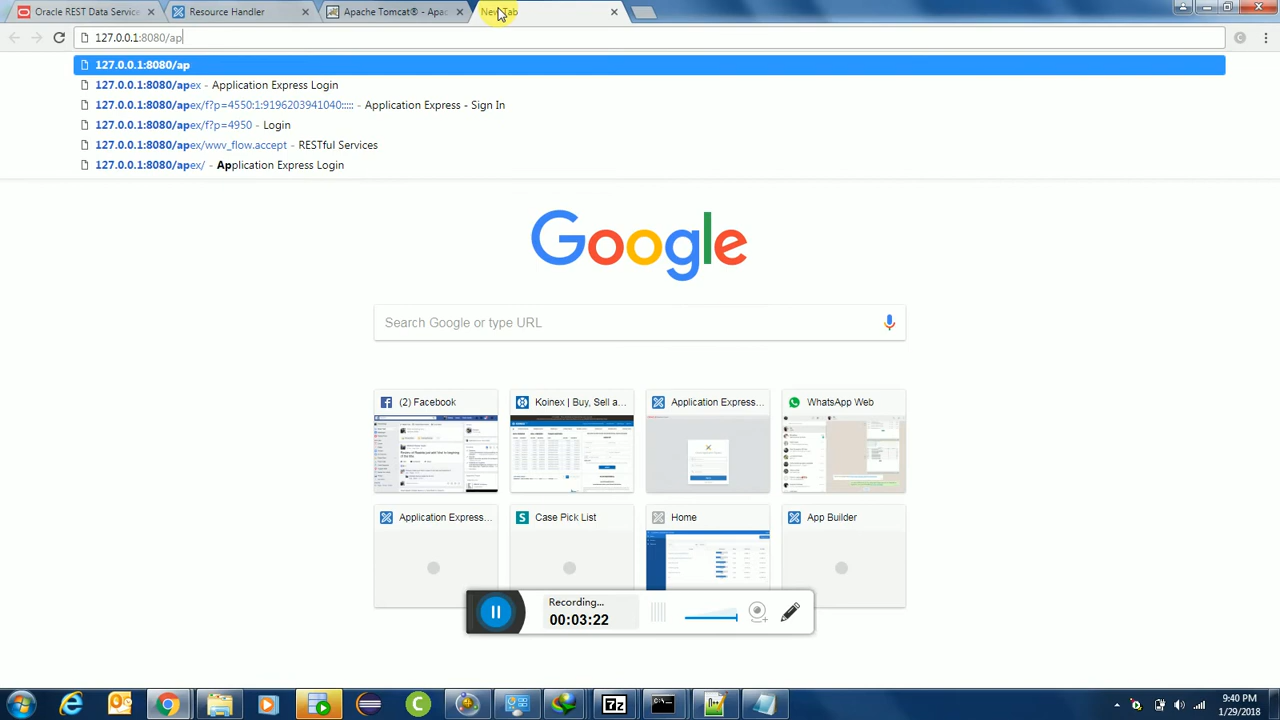 Oracle REST Data Service
Resource Handler
Apache Tomcat® - Apac
New Tab
127.0.0.1:8080/ap
127.0.0.1:8080/ap
127.0.0.1:8080/apex - Application Express Login
127.0.0.1:8080/apex/f?p=4550:1:9196203941040::::: - Application Express - Sign In
127.0.0.1:8080/apex/f?p=4950 - Login
127.0.0.1:8080/apex/wwv_flow.accept - RESTful Services
127.0.0.1:8080/apex/ - Application Express Login
Google
Search Google or type URL
(2) Facebook
Koinex | Buy, Sell a...
Application Express...
WhatsApp Web
Application Express...
Case Pick List
Home
App Builder
Recording...
00:03:22
5:40 PM
1/29/2018